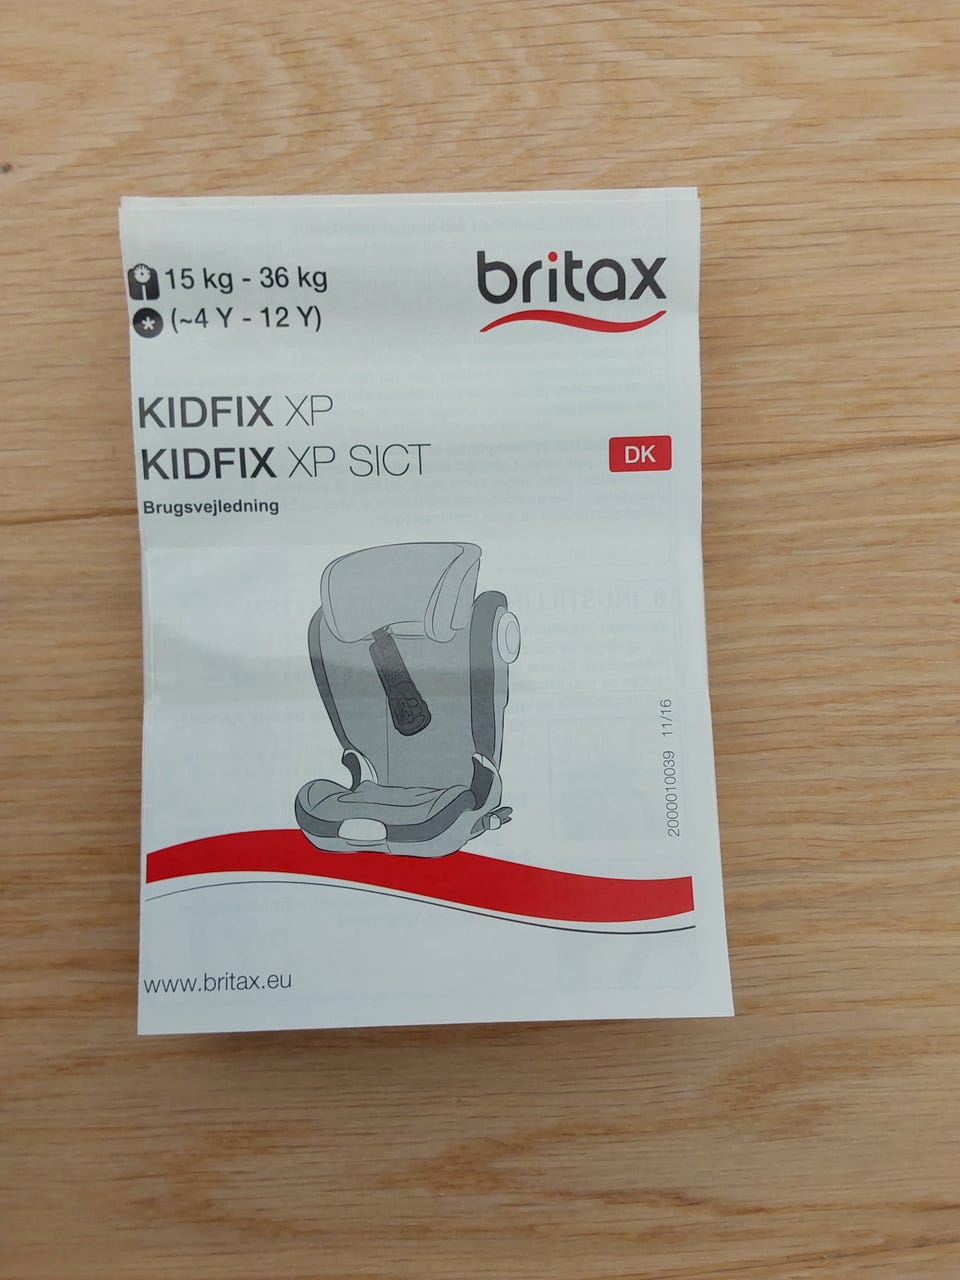 15 kg - 36 kg
(~4 Y - 12 Y)
britax
KIDFIX XP
KIDFIX XP SICT
DK
Brugsvejledning
2000010039 11/16
www.britax.eu